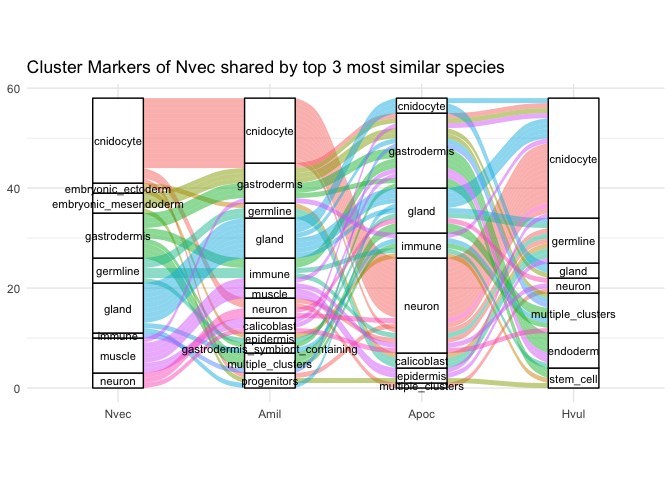 Cluster Markers of Nvec shared by top 3 most similar species
60
40
20
0
cnidocyte
embryonic_ectoderm
embryonic_mesendoderm
gastrodermis
germline
gland
immune
muscle
neuron
cnidocyte
gastrodermis
germline
gland
immune
muscle
neuron
calicoblast
epidermis
gastrodermis_symbiont_containing
multiple_clusters
progenitors
cnidocyte
gastrodermis
gland
immune
neuron
calicoblast
epidermis
multiple_clusters
cnidocyte
germline
gland
neuron
multiple_clusters
endoderm
stem_cell
Nvec
Amil
Apoc
Hvul